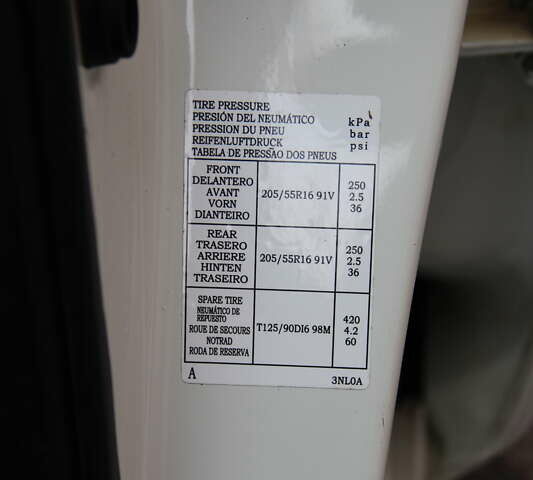 TIRE PRESSURE
PRESIÓN DEL NEUMÁTICO kPa
PRESSION DU PNEU bar
REIFENLUFTDRUCK psi
TABELA DE PRESSÃO DOS PNEUS
FRONT
DELANTERO 250
AVANT 205/55R16 91V 2.5
VORN 36
DIANTEIRO
REAR
TRASERO 250
ARRIERE 205/55R16 91V 2.5
HINTEN 36
TRASEIRO
SPARE TIRE
NEUMÁTICO DE
REPUESTO 420
ROUE DE SECOURS T125/90DI6 98M 4.2
NOTRAD 60
RODA DE RESERVA
A 3NL0A